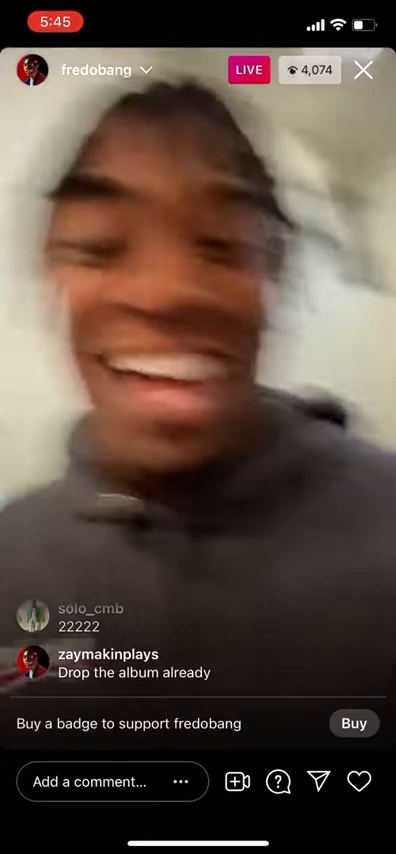 5:45
fredobang
LIVE
4,074
solo_cmb
22222
zaymakinplays
Drop the album already
Buy a badge to support fredobang
Buy
Add a comment...